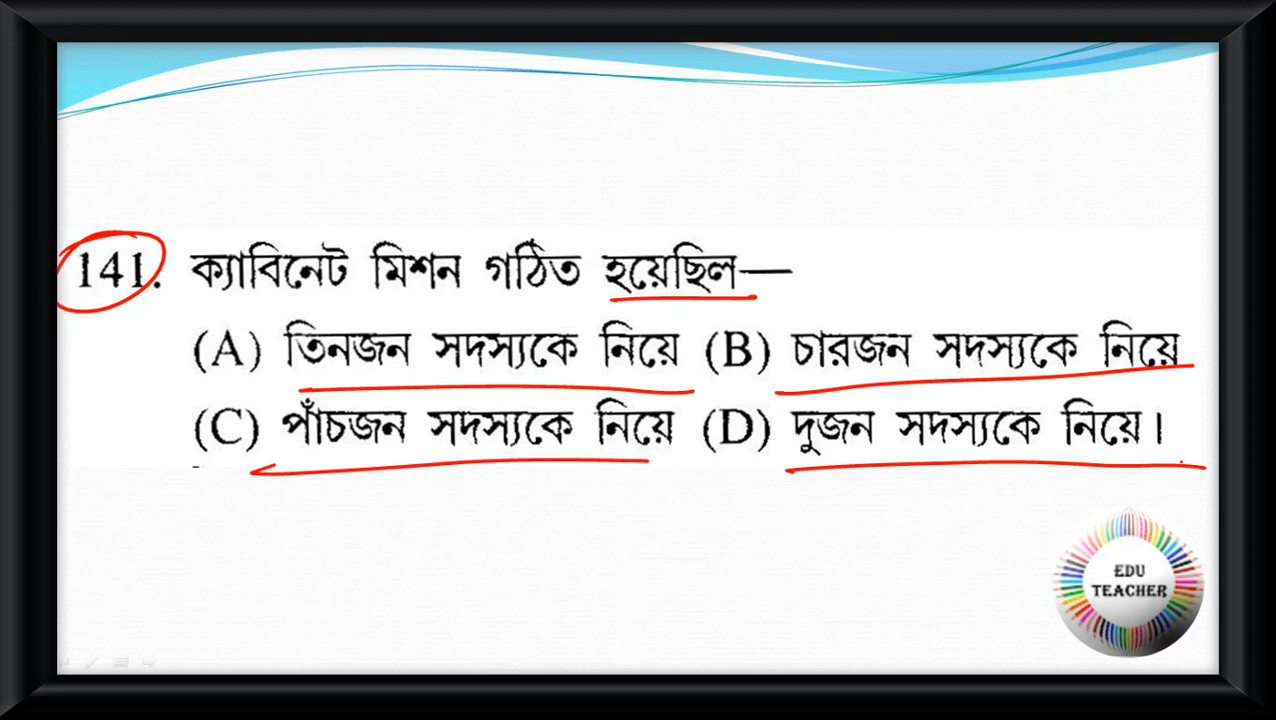 141. ক্যাবিনেট মিশন গঠিত হয়েছিল—
(A) তিনজন সদস্যকে নিয়ে (B) চারজন সদস্যকে নিয়ে
(C) পাঁচজন সদস্যকে নিয়ে (D) দুজন সদস্যকে নিয়ে।
EDU
TEACHER